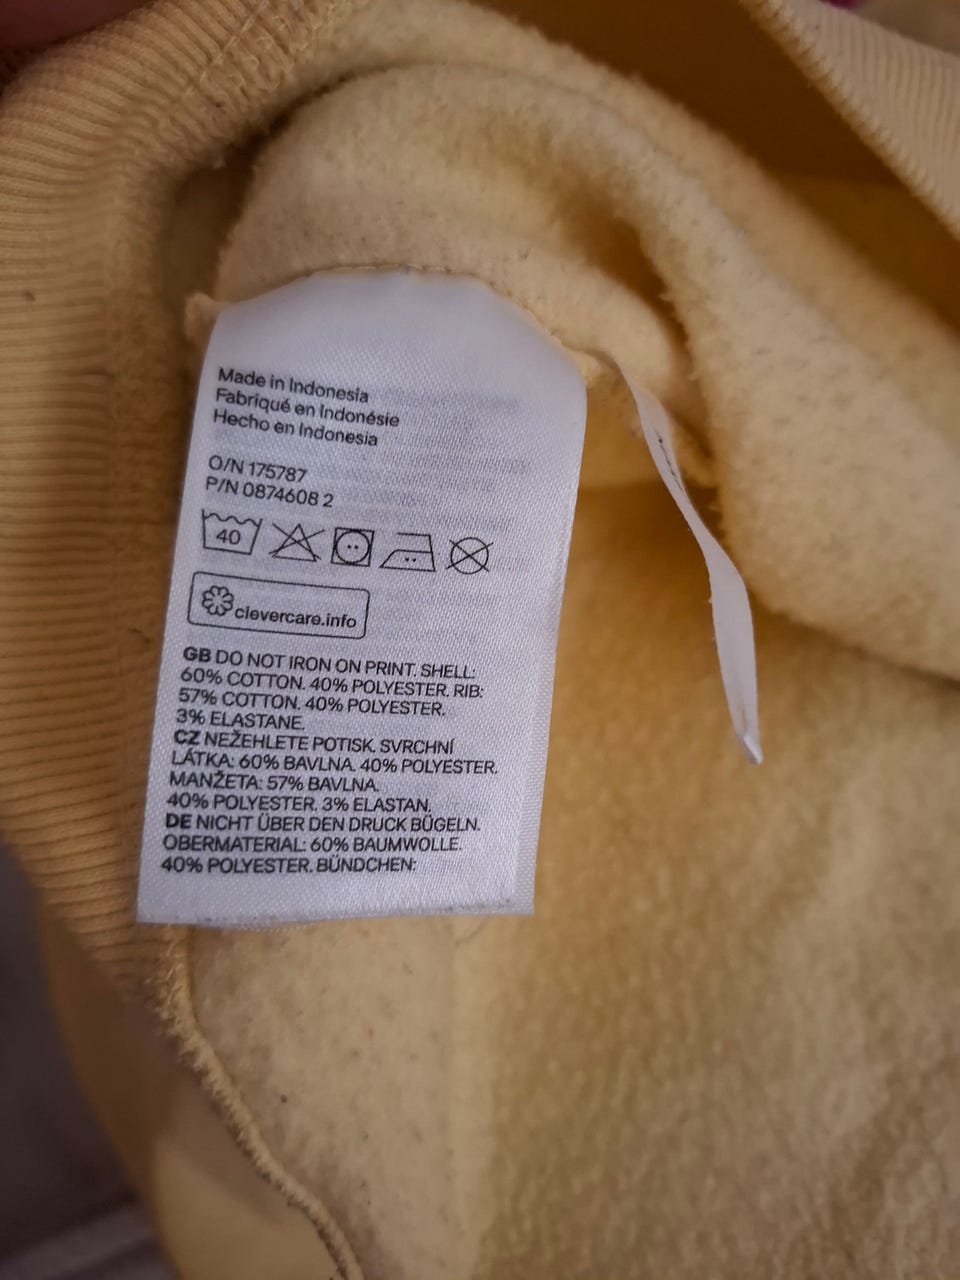 Made in Indonesia
Fabriqué en Indonésie
Hecho en Indonesia
O/N 175787
P/N 0874608 2
40
clevercare.info
GB DO NOT IRON ON PRINT. SHELL:
60% COTTON. 40% POLYESTER. RIB:
57% COTTON. 40% POLYESTER.
3% ELASTANE.
CZ NEŽEHLETE POTISK. SVRCHNÍ
LÁTKA: 60% BAVLNA. 40% POLYESTER.
MANŽETA: 57% BAVLNA.
40% POLYESTER. 3% ELASTAN.
DE NICHT ÜBER DEN DRUCK BÜGELN.
OBERMATERIAL: 60% BAUMWOLLE.
40% POLYESTER. BÜNDCHEN: